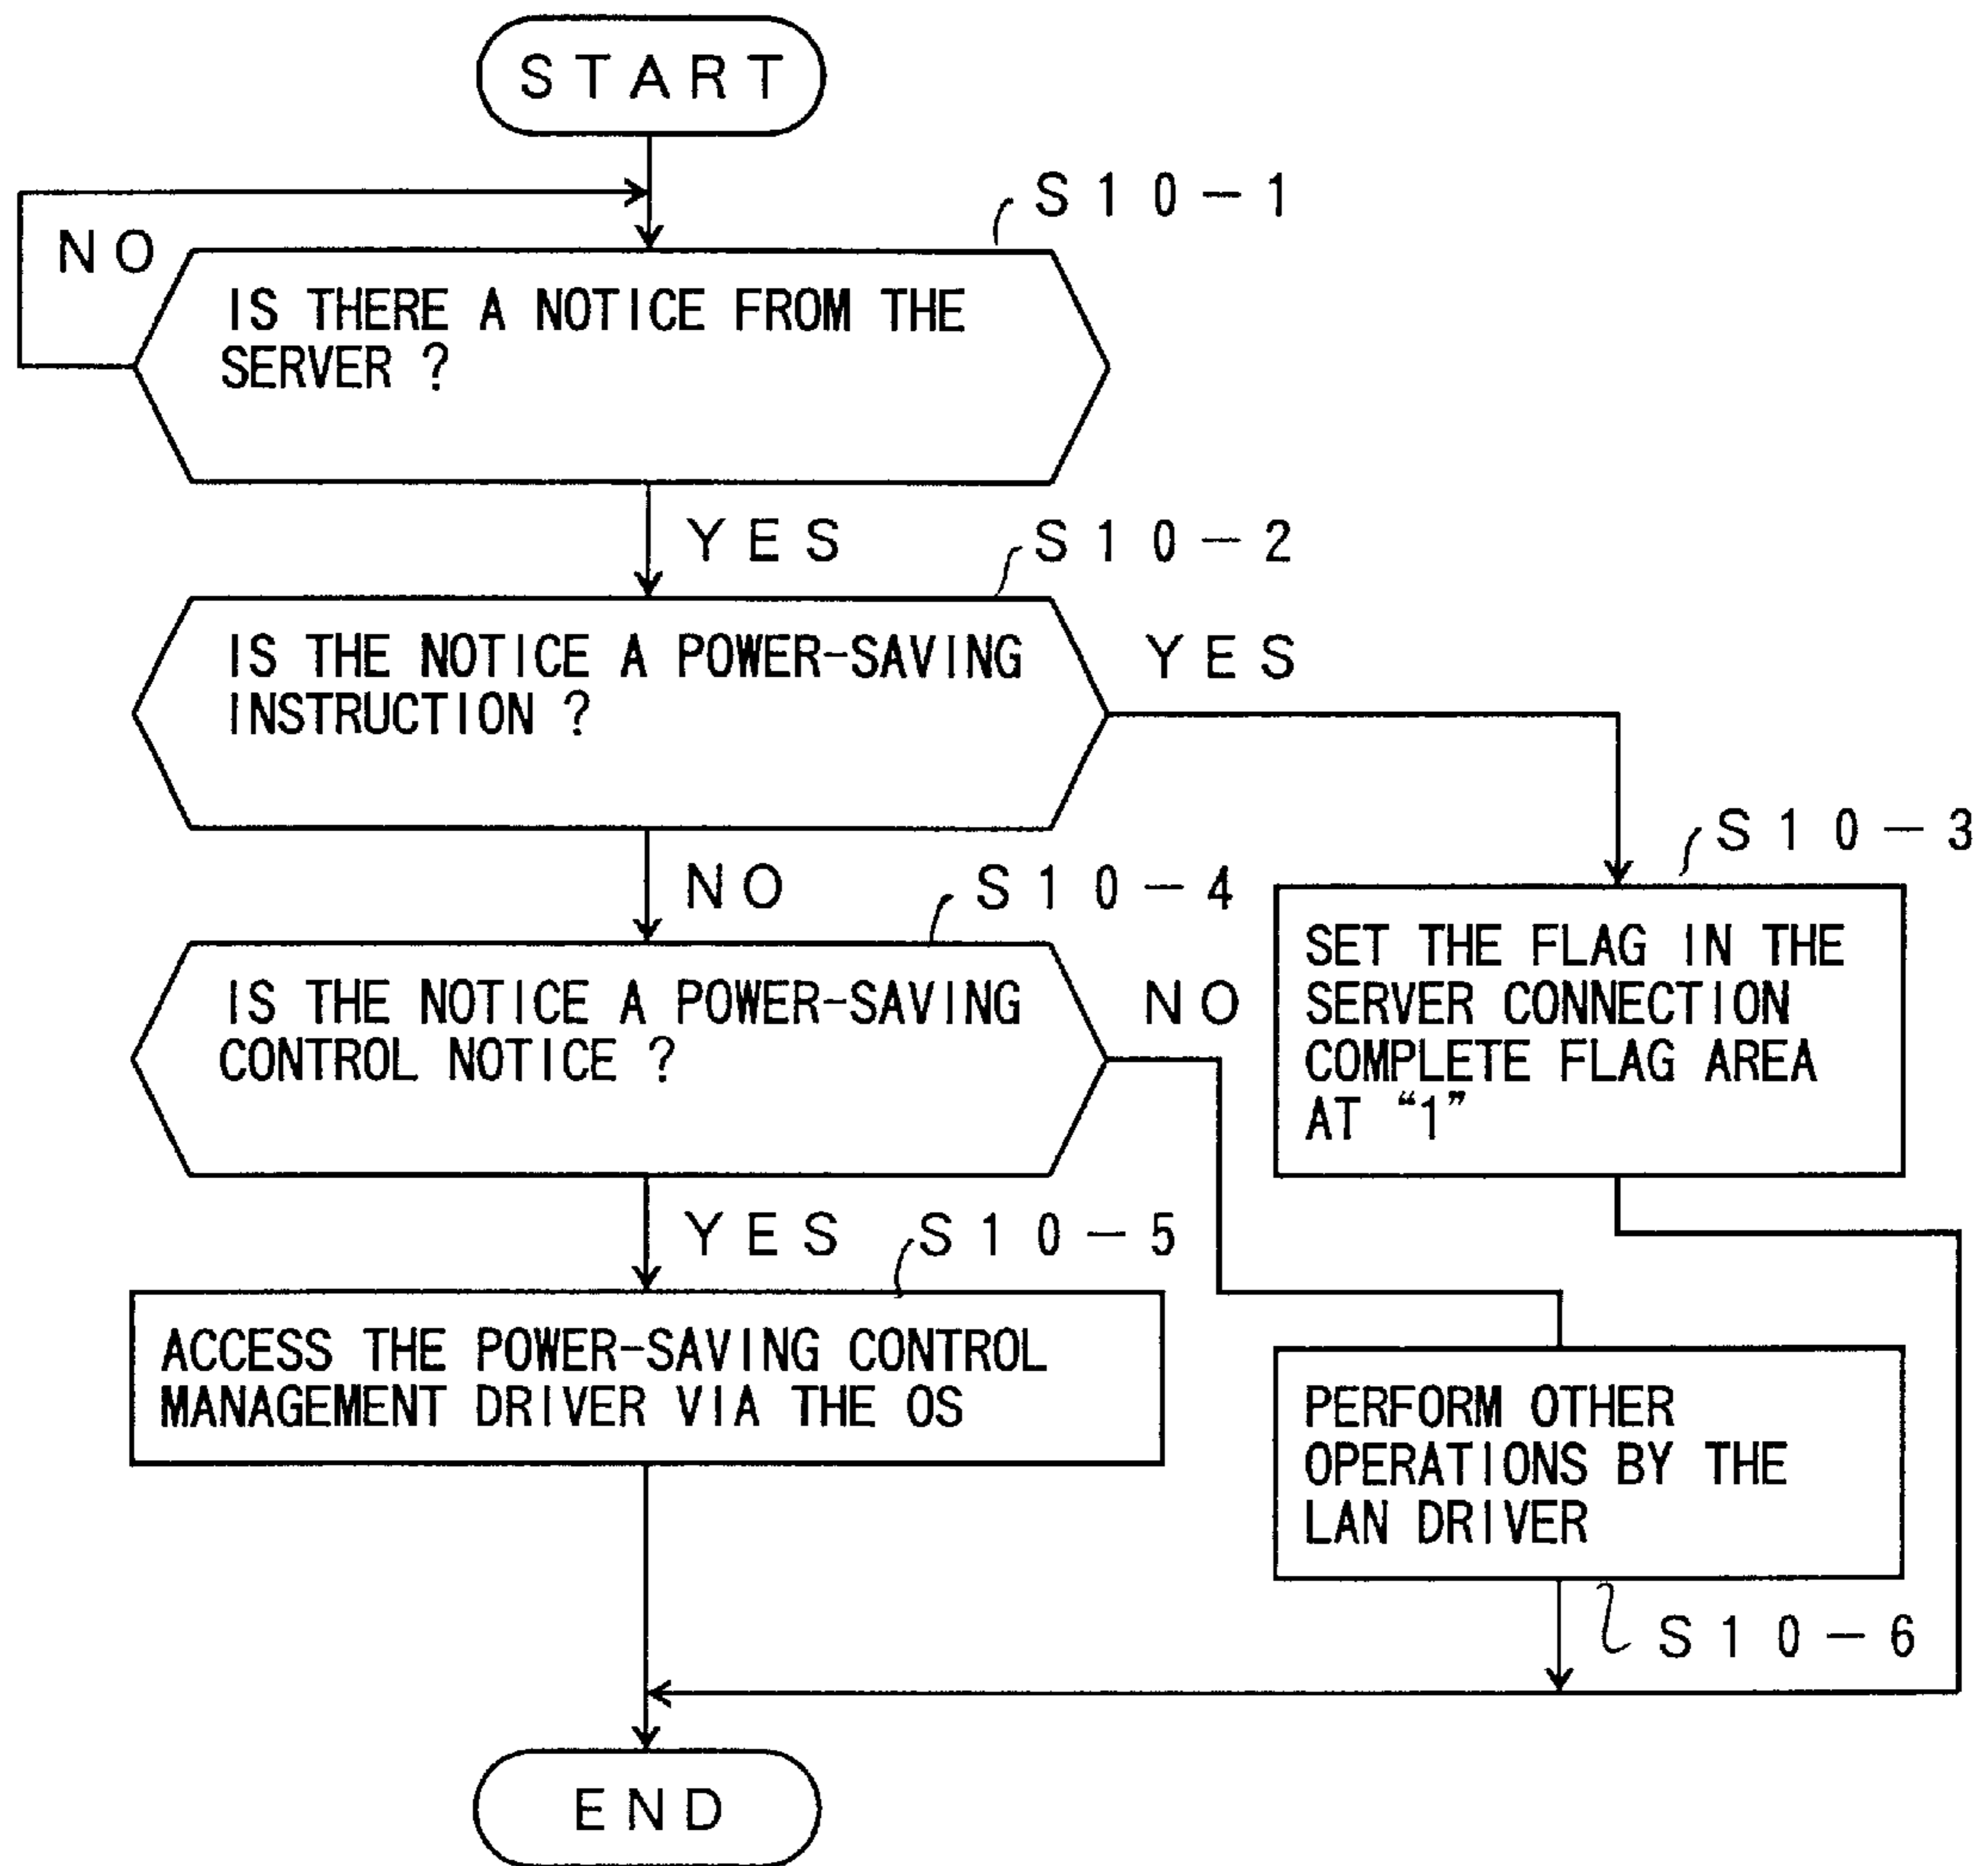 START
S10-1
NO
IS THERE A NOTICE FROM THE
SERVER ?
YES
S10-2
IS THE NOTICE A POWER-SAVING
INSTRUCTION ?
YES
S10-3
NO
S10-4
SET THE FLAG IN THE
SERVER CONNECTION
COMPLETE FLAG AREA
AT “1”
IS THE NOTICE A POWER-SAVING
CONTROL NOTICE ?
NO
YES
S10-5
ACCESS THE POWER-SAVING CONTROL
MANAGEMENT DRIVER VIA THE OS
PERFORM OTHER
OPERATIONS BY THE
LAN DRIVER
S10-6
END